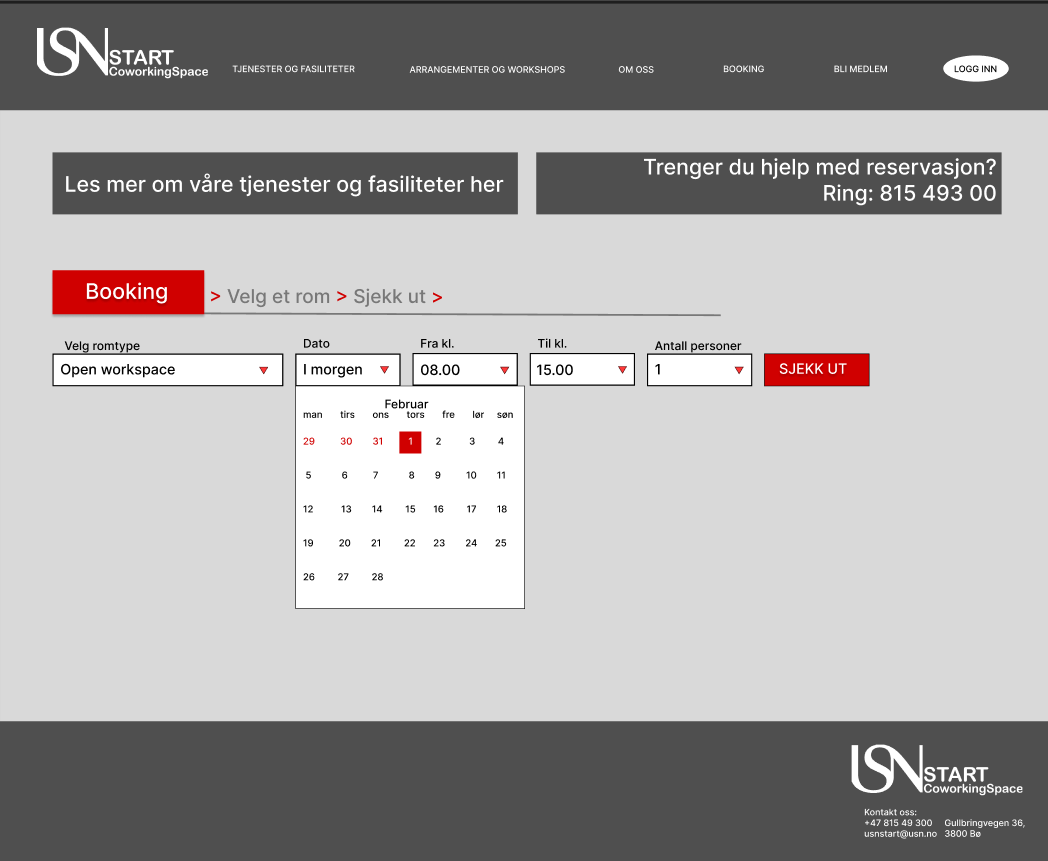 USN START
CoworkingSpace
TJENESTER OG FASILITETER
ARRANGEMENTER OG WORKSHOPS
OM OSS
BOOKING
BLI MEDLEM
LOGG INN
Les mer om våre tjenester og fasiliteter her
Trenger du hjelp med reservasjon?
Ring: 815 493 00
Booking > Velg et rom > Sjekk ut >
Velg romtype
Open workspace
Dato
I morgen
Fra kl.
08.00
Til kl.
15.00
Antall personer
1
SJEKK UT
Februar
man tirs ons tors fre lør søn
29 30 31 1 2 3 4
5 6 7 8 9 10 11
12 13 14 15 16 17 18
19 20 21 22 23 24 25
26 27 28
USN START
CoworkingSpace
Kontakt oss:
+47 815 49 300 Gullbringvegen 36,
usnstart@usn.no 3800 Bø